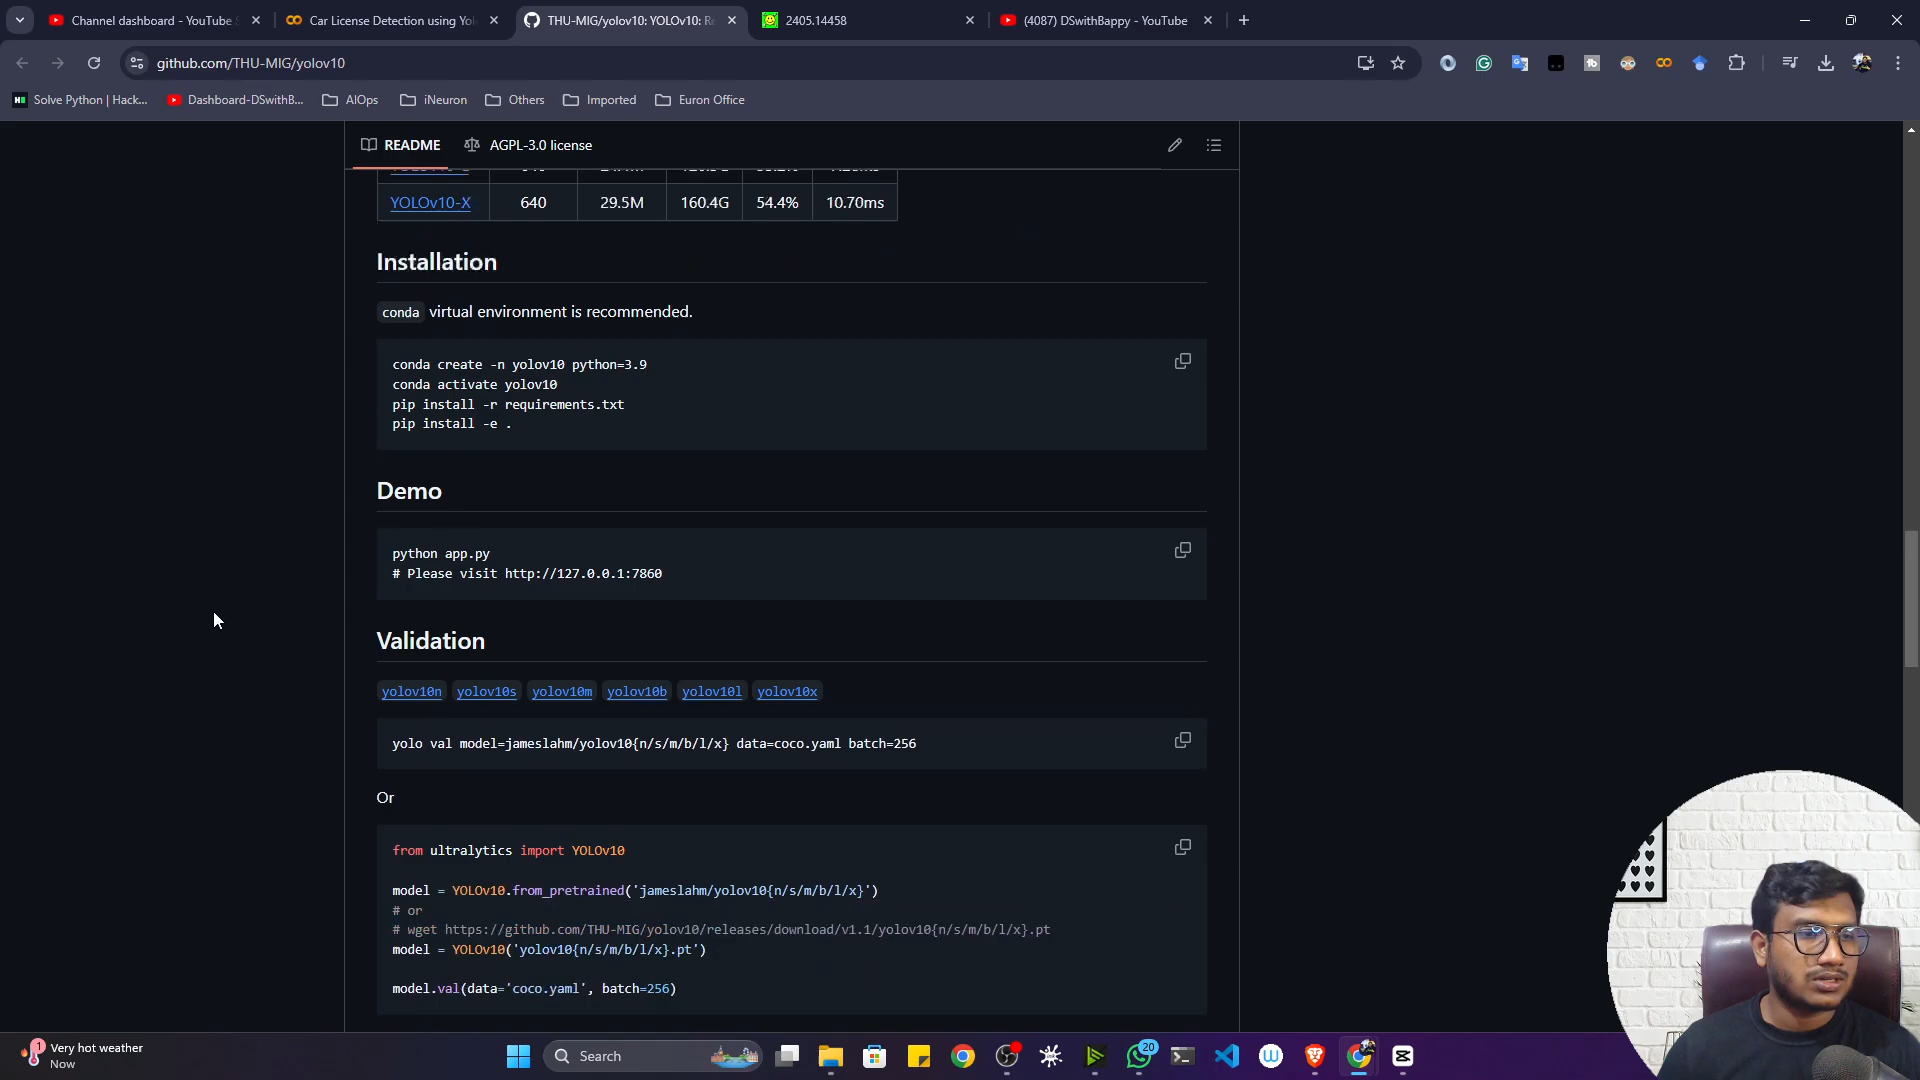 Channel dashboard - YouTube S
Car License Detection using Yol
THU-MIG/yolov10: YOLOv10: Re
2405.14458
(4087) DSwithBappy - YouTube
github.com/THU-MIG/yolov10
Solve Python | Hack...
Dashboard-DSwithB...
AIOps
iNeuron
Others
Imported
Euron Office
README
AGPL-3.0 license
YOLOv10-X 640 29.5M 160.4G 54.4% 10.70ms
Installation
conda virtual environment is recommended.
conda create -n yolov10 python=3.9
conda activate yolov10
pip install -r requirements.txt
pip install -e .
Demo
python app.py
# Please visit http://127.0.0.1:7860
Validation
yolov10n yolov10s yolov10m yolov10b yolov10l yolov10x
yolo val model=jameslahm/yolov10{n/s/m/b/l/x} data=coco.yaml batch=256
Or
from ultralytics import YOLOv10
model = YOLOv10.from_pretrained('jameslahm/yolov10{n/s/m/b/l/x}')
# or
# wget https://github.com/THU-MIG/yolov10/releases/download/v1.1/yolov10{n/s/m/b/l/x}.pt
model = YOLOv10('yolov10{n/s/m/b/l/x}.pt')
model.val(data='coco.yaml', batch=256)
1
Very hot weather
Now
Search
20